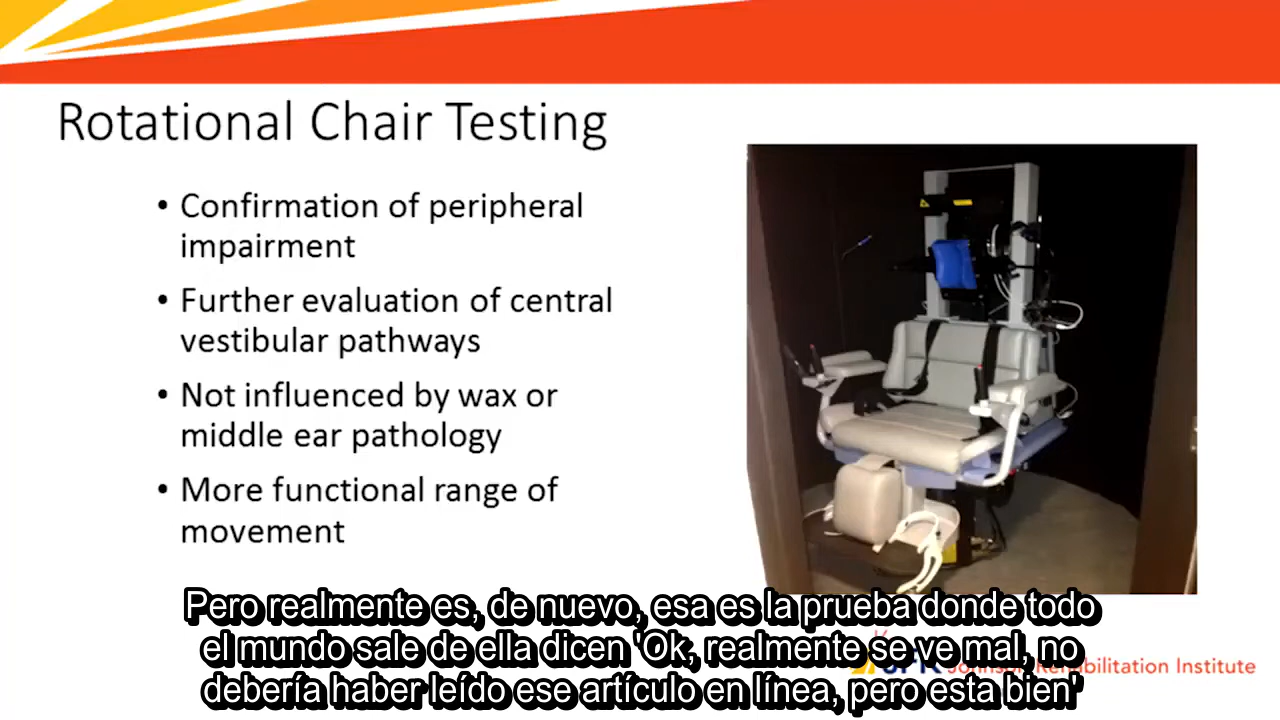 Rotational Chair Testing
• Confirmation of peripheral
impairment
• Further evaluation of central
vestibular pathways
• Not influenced by wax or
middle ear pathology
• More functional range of
movement
Pero realmente es, de nuevo, esa es la prueba donde todo
el mundo sale de ella dicen 'Ok, realmente se ve mal, no
debería haber leído ese artículo en línea, pero esta bien'
Rehabilitation Institute